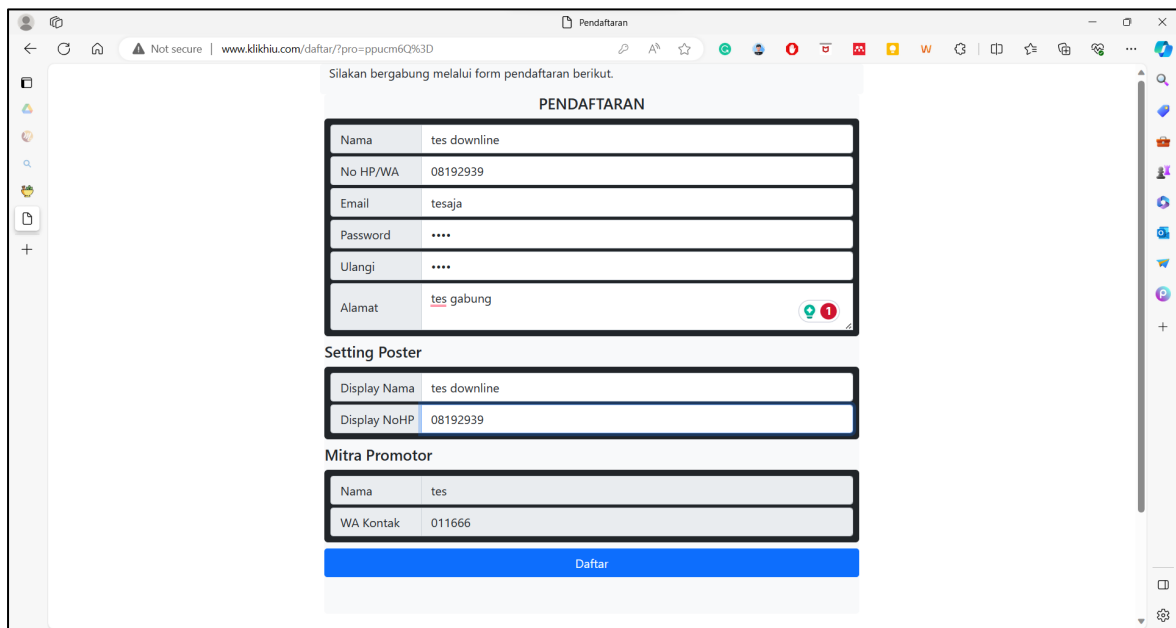 Pendaftaran
Not secure | www.klikhiu.com/daftar/?pro=ppucm6Q%3D
Silakan bergabung melalui form pendaftaran berikut.
PENDAFTARAN
Nama tes downline
No HP/WA 08192939
Email tesaja
Password ••••
Ulangi ••••
Alamat tes gabung
1
Setting Poster
Display Nama tes downline
Display NoHP 08192939
Mitra Promotor
Nama tes
WA Kontak 011666
Daftar